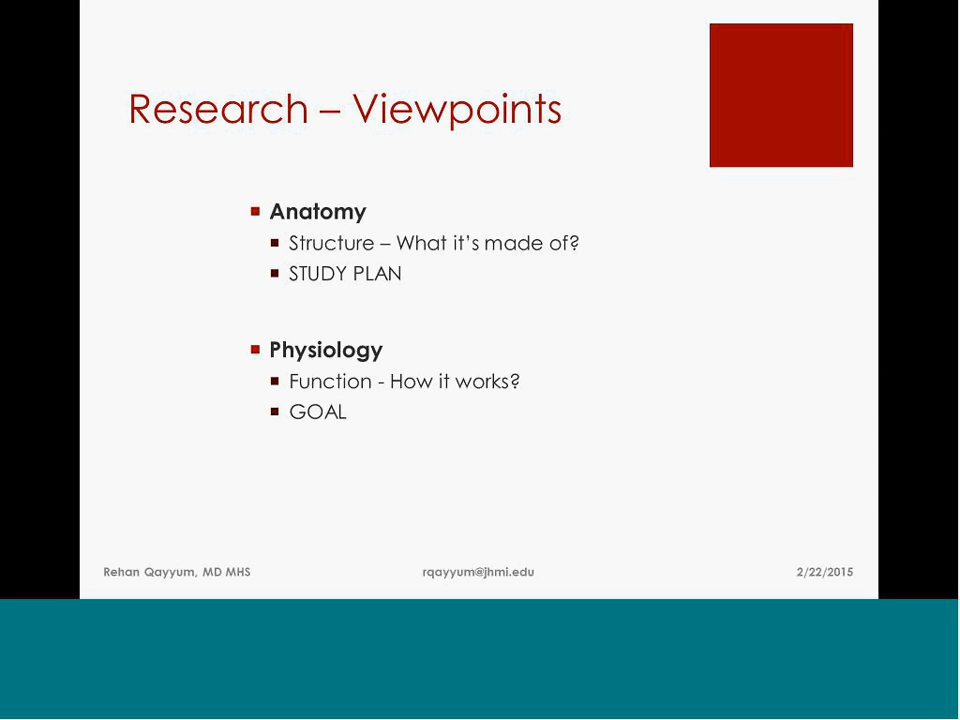 Research – Viewpoints
Anatomy
Structure – What it's made of?
STUDY PLAN
Physiology
Function - How it works?
GOAL
Rehan Qayyum, MD MHS rqayyum@jhmi.edu 2/22/2015